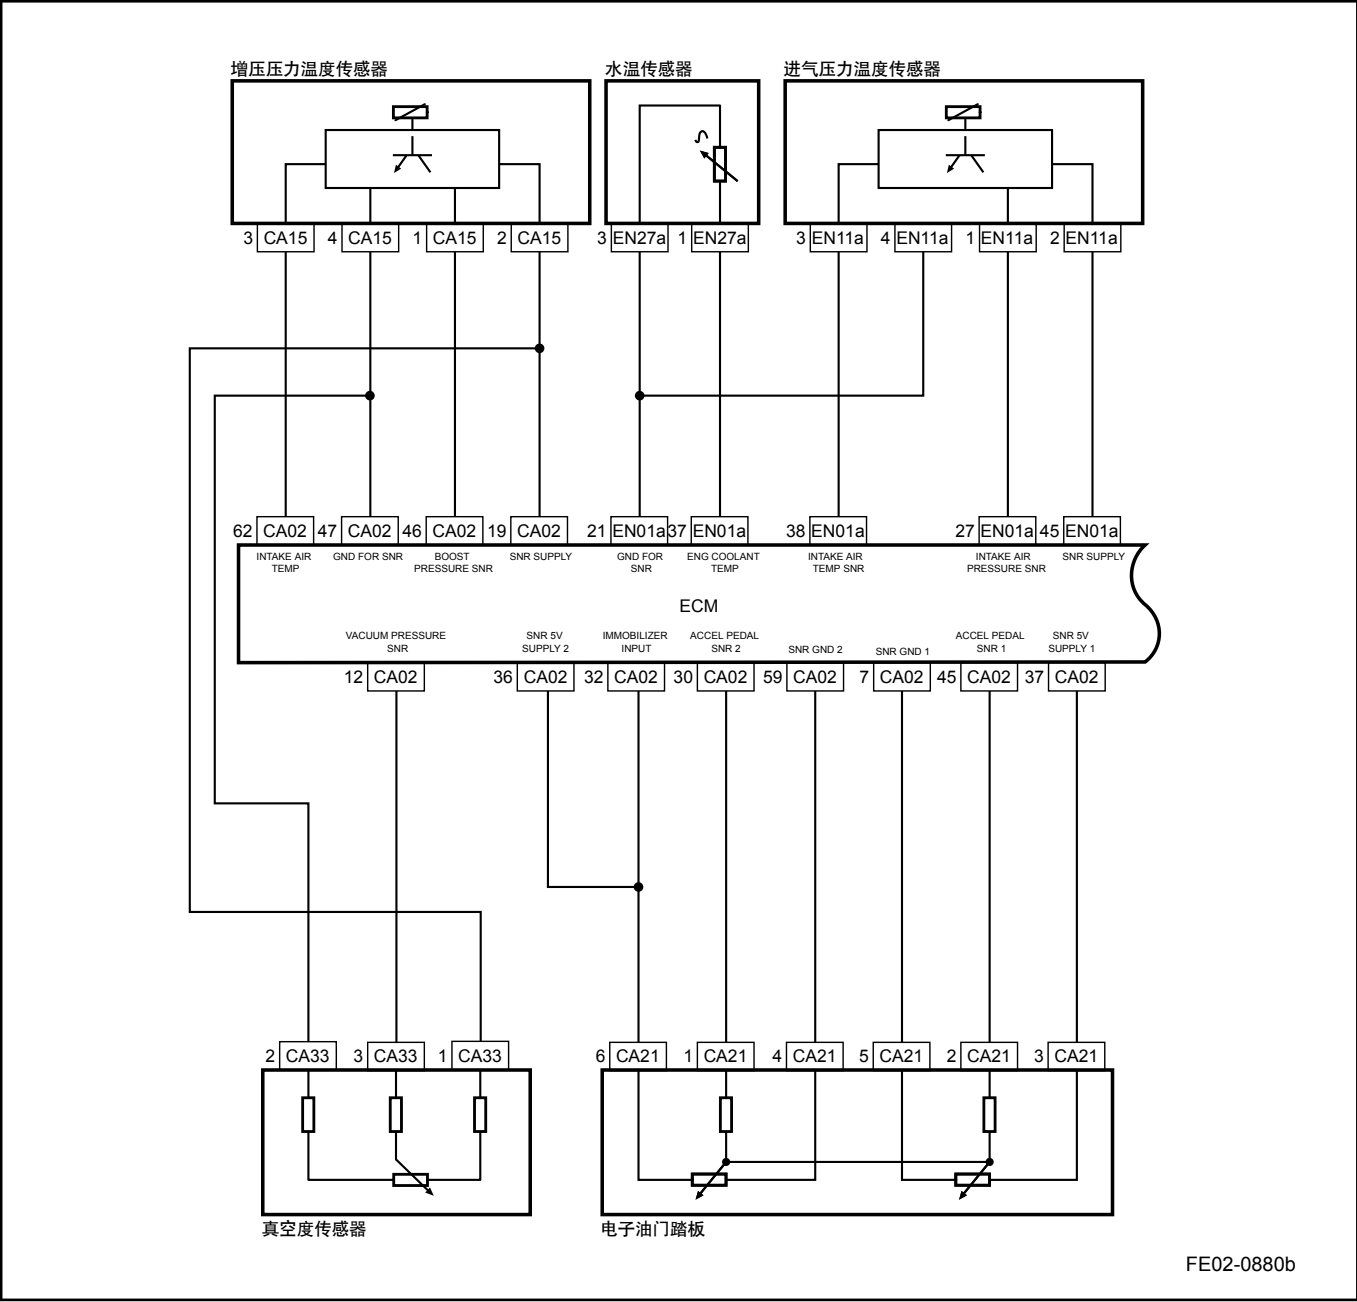 增压压力温度传感器 水温传感器 进气压力温度传感器
3 CA15 4 CA15 1 CA15 2 CA15 3 EN27a 1 EN27a 3 EN11a 4 EN11a 1 EN11a 2 EN11a
62 CA02 47 CA02 46 CA02 19 CA02 21 EN01a 37 EN01a 38 EN01a 27 EN01a 45 EN01a
INTAKE AIR GND FOR SNR BOOST SNR SUPPLY GND FOR ENG COOLANT INTAKE AIR INTAKE AIR SNR SUPPLY
TEMP PRESSURE SNR SNR TEMP TEMP SNR PRESSURE SNR
ECM
VACUUM PRESSURE SNR 5V IMMOBILIZER ACCEL PEDAL ACCEL PEDAL SNR 5V
SNR SUPPLY 2 INPUT SNR 2 SNR GND 2 SNR GND 1 SNR 1 SUPPLY 1
12 CA02 36 CA02 32 CA02 30 CA02 59 CA02 7 CA02 45 CA02 37 CA02
2 CA33 3 CA33 1 CA33 6 CA21 1 CA21 4 CA21 5 CA21 2 CA21 3 CA21
真空度传感器 电子油门踏板
FE02-0880b